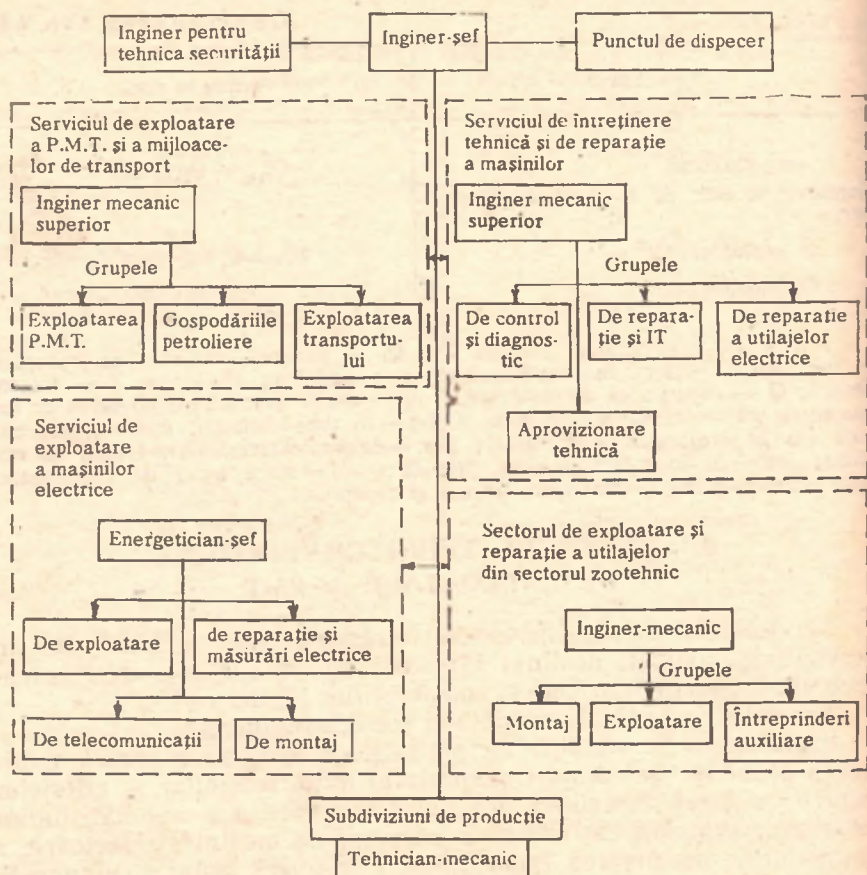 Inginer pentru
tehnica securității
Inginer-șef
Punctul de dispecer
Serviciul de exploatare
a P.M.T. și a mijloace-
lor de transport
Inginer mecanic
superior
Grupele
Exploatarea
P.M.T.
Gospodăriile
petroliere
Exploatarea
transportu-
lui
Serviciul de întreținere
tehnică și de reparație
a mașinilor
Inginer mecanic
superior
Grupele
De control
și diagnos-
tic
De repara-
ție și IT
De reparație
a utilajelor
electrice
Aprovizionare
tehnică
Serviciul de
exploatare
a mașinilor
electrice
Energetician-șef
De exploatare
de reparație și
măsurări electrice
De telecomunicații
De montaj
Sectorul de exploatare și
reparație a utilajelor
din sectorul zootehnic
Inginer-mecanic
Grupele
Montaj
Exploatare
Întreprinderi
auxiliare
Subdiviziuni de producție
Tehnician-mecanic